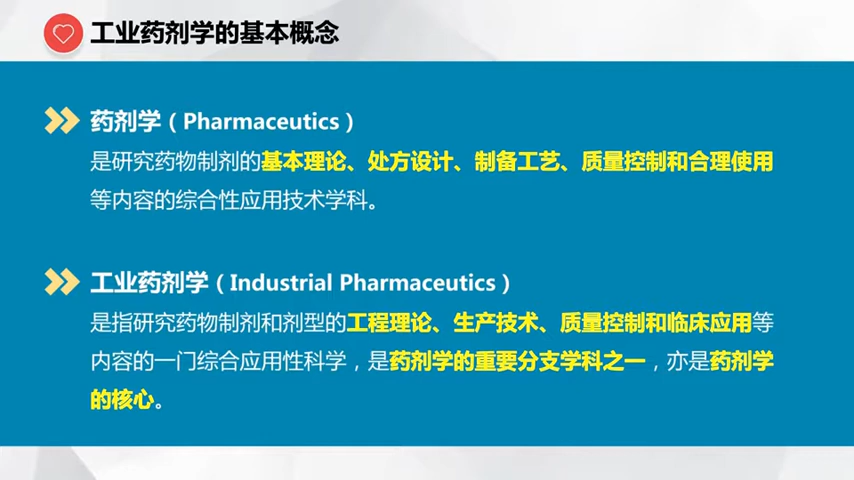 工业药剂学的基本概念
药剂学（Pharmaceutics）
是研究药物制剂的基本理论、处方设计、制备工艺、质量控制和合理使用
等内容的综合性应用技术学科。
工业药剂学（Industrial Pharmaceutics）
是指研究药物制剂和剂型的工程理论、生产技术、质量控制和临床应用等
内容的一门综合应用性科学，是药剂学的重要分支学科之一，亦是药剂学
的核心。